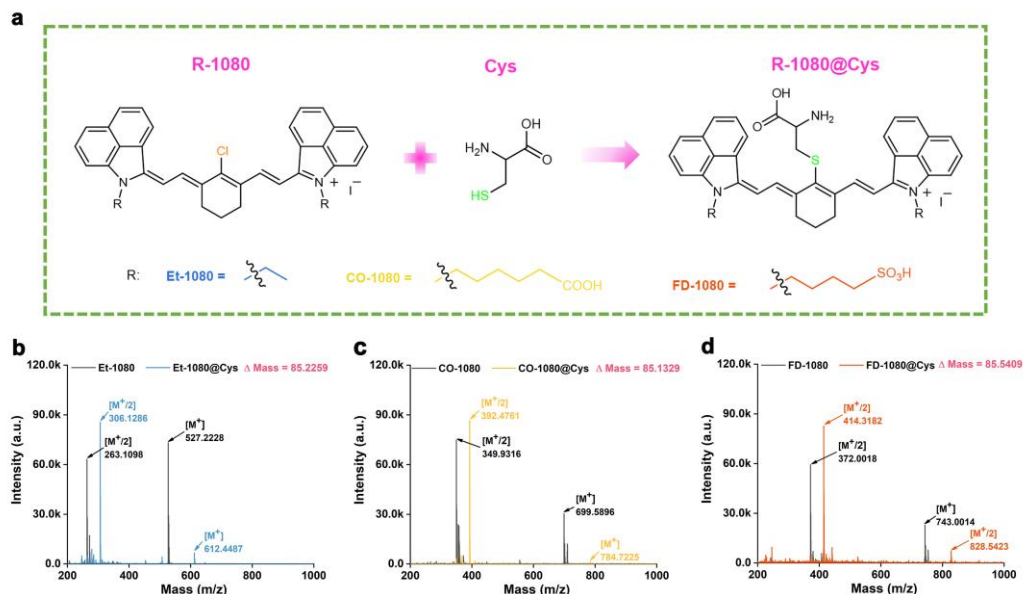 a
R-1080
Cys
R-1080@Cys
Cl
N
R
N
+
I⁻
R
H₂N
OH
O
HS
OH
O
NH₂
S
N
R
N
+
I⁻
R
R:
Et-1080 =
CO-1080 =
COOH
FD-1080 =
SO₃H
b
Et-1080
Et-1080@Cys
Δ Mass = 85.2259
120.0k
90.0k
60.0k
30.0k
0.0
Intensity (a.u.)
[M⁺/2]
306.1286
[M⁺/2]
263.1098
[M⁺]
527.2228
[M⁺]
612.4487
200 400 600 800 1000
Mass (m/z)
c
CO-1080
CO-1080@Cys
Δ Mass = 85.1329
120.0k
90.0k
60.0k
30.0k
0.0
Intensity (a.u.)
[M⁺/2]
392.4761
[M⁺/2]
349.9316
[M⁺]
699.5896
[M⁺]
784.7225
200 400 600 800 1000
Mass (m/z)
d
FD-1080
FD-1080@Cys
Δ Mass = 85.5409
120.0k
90.0k
60.0k
30.0k
0.0
Intensity (a.u.)
[M⁺/2]
414.3182
[M⁺/2]
372.0018
[M⁺]
743.0014
[M⁺/2]
828.5423
200 400 600 800 1000
Mass (m/z)